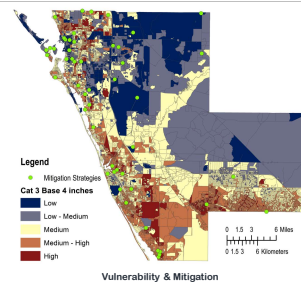 Legend
Mitigation Strategies
Cat 3 Base 4 inches
Low
Low - Medium
Medium
Medium - High
High
0 1.5 3 6 Miles
0 1.5 3 6 Kilometers
Vulnerability & Mitigation